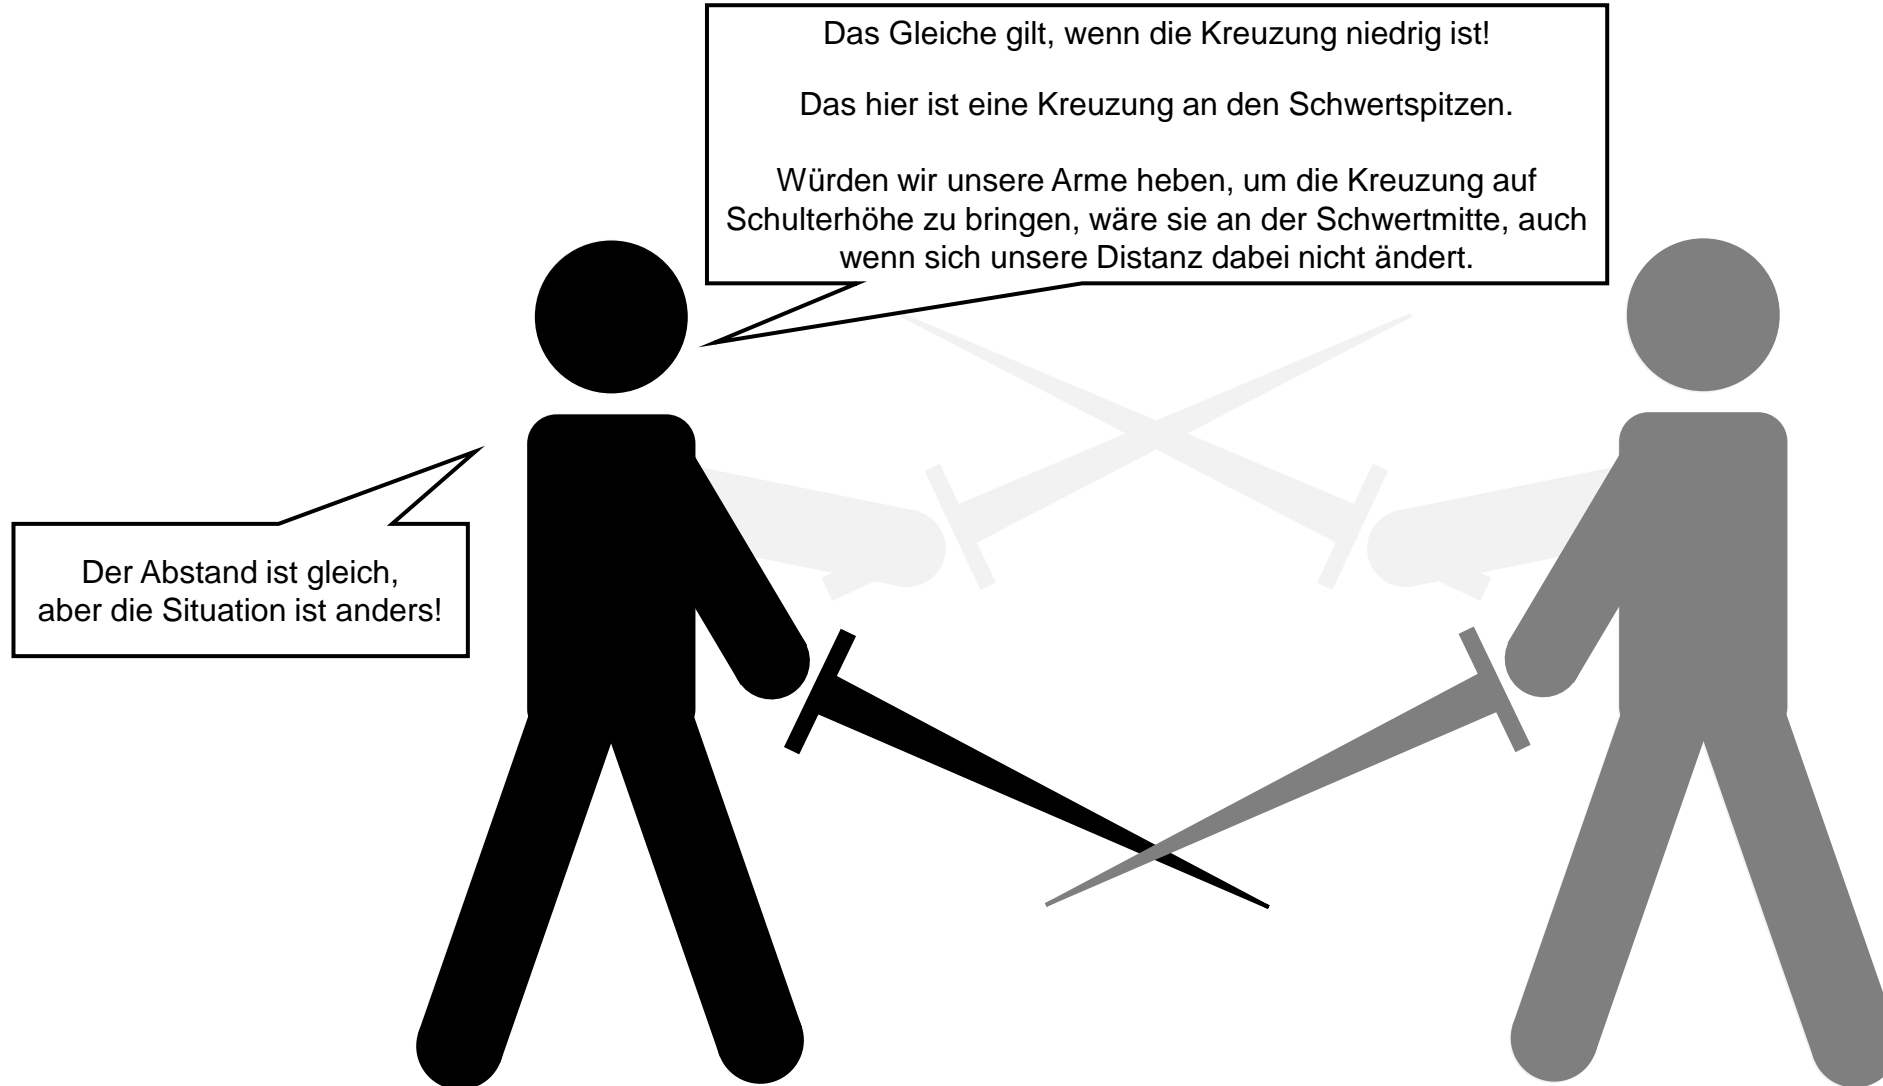 Das Gleiche gilt, wenn die Kreuzung niedrig ist!
Das hier ist eine Kreuzung an den Schwertspitzen.
Würden wir unsere Arme heben, um die Kreuzung auf
Schulterhöhe zu bringen, wäre sie an der Schwertmitte, auch
wenn sich unsere Distanz dabei nicht ändert.
Der Abstand ist gleich,
aber die Situation ist anders!